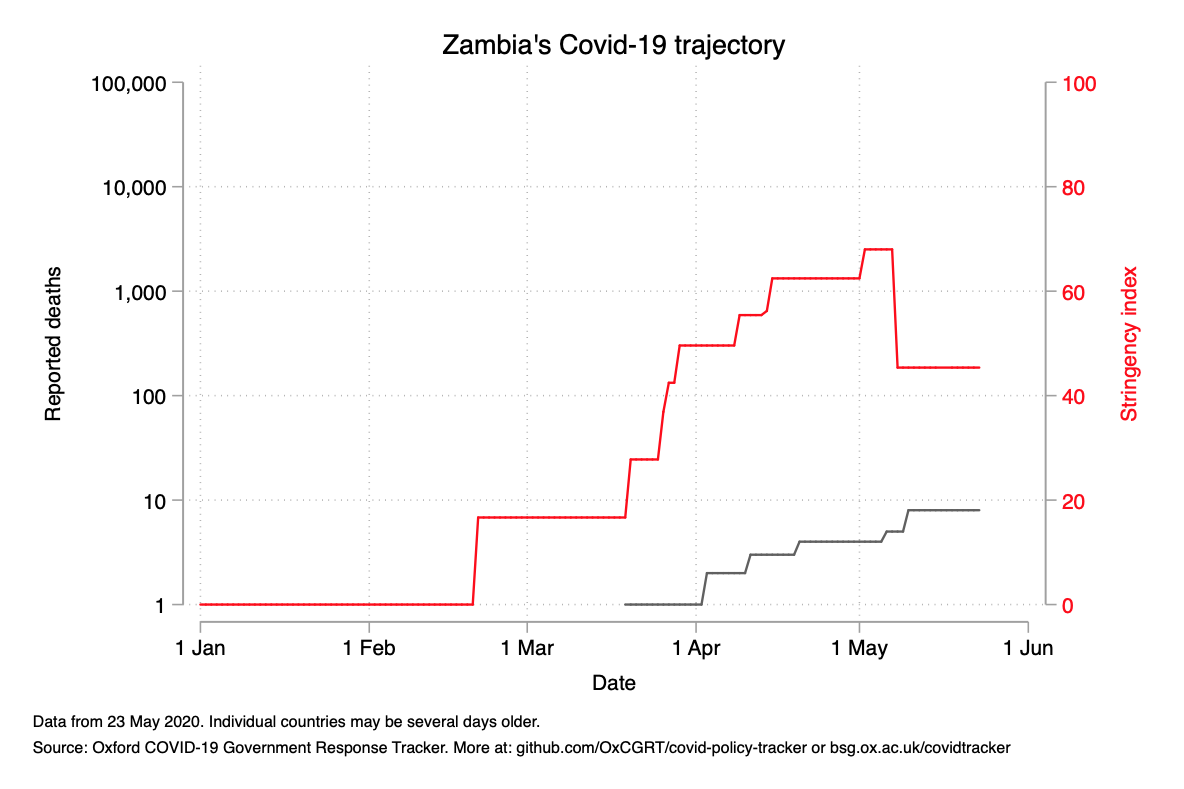 Zambia's Covid-19 trajectory
100,000
10,000
1,000
100
10
1
Reported deaths
100
80
60
40
20
0
Stringency index
1 Jan
1 Feb
1 Mar
1 Apr
1 May
1 Jun
Date
Data from 23 May 2020. Individual countries may be several days older.
Source: Oxford COVID-19 Government Response Tracker. More at: github.com/OxCGRT/covid-policy-tracker or bsg.ox.ac.uk/covidtracker